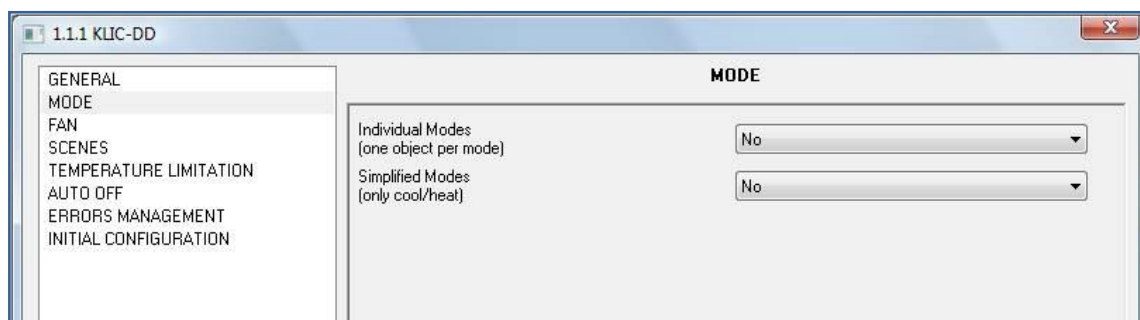 1.1.1 KLIC-DD
GENERAL
MODE
FAN
SCENES
TEMPERATURE LIMITATION
AUTO OFF
ERRORS MANAGEMENT
INITIAL CONFIGURATION
MODE
Individual Modes
(one object per mode)
No
Simplified Modes
(only cool/heat)
No